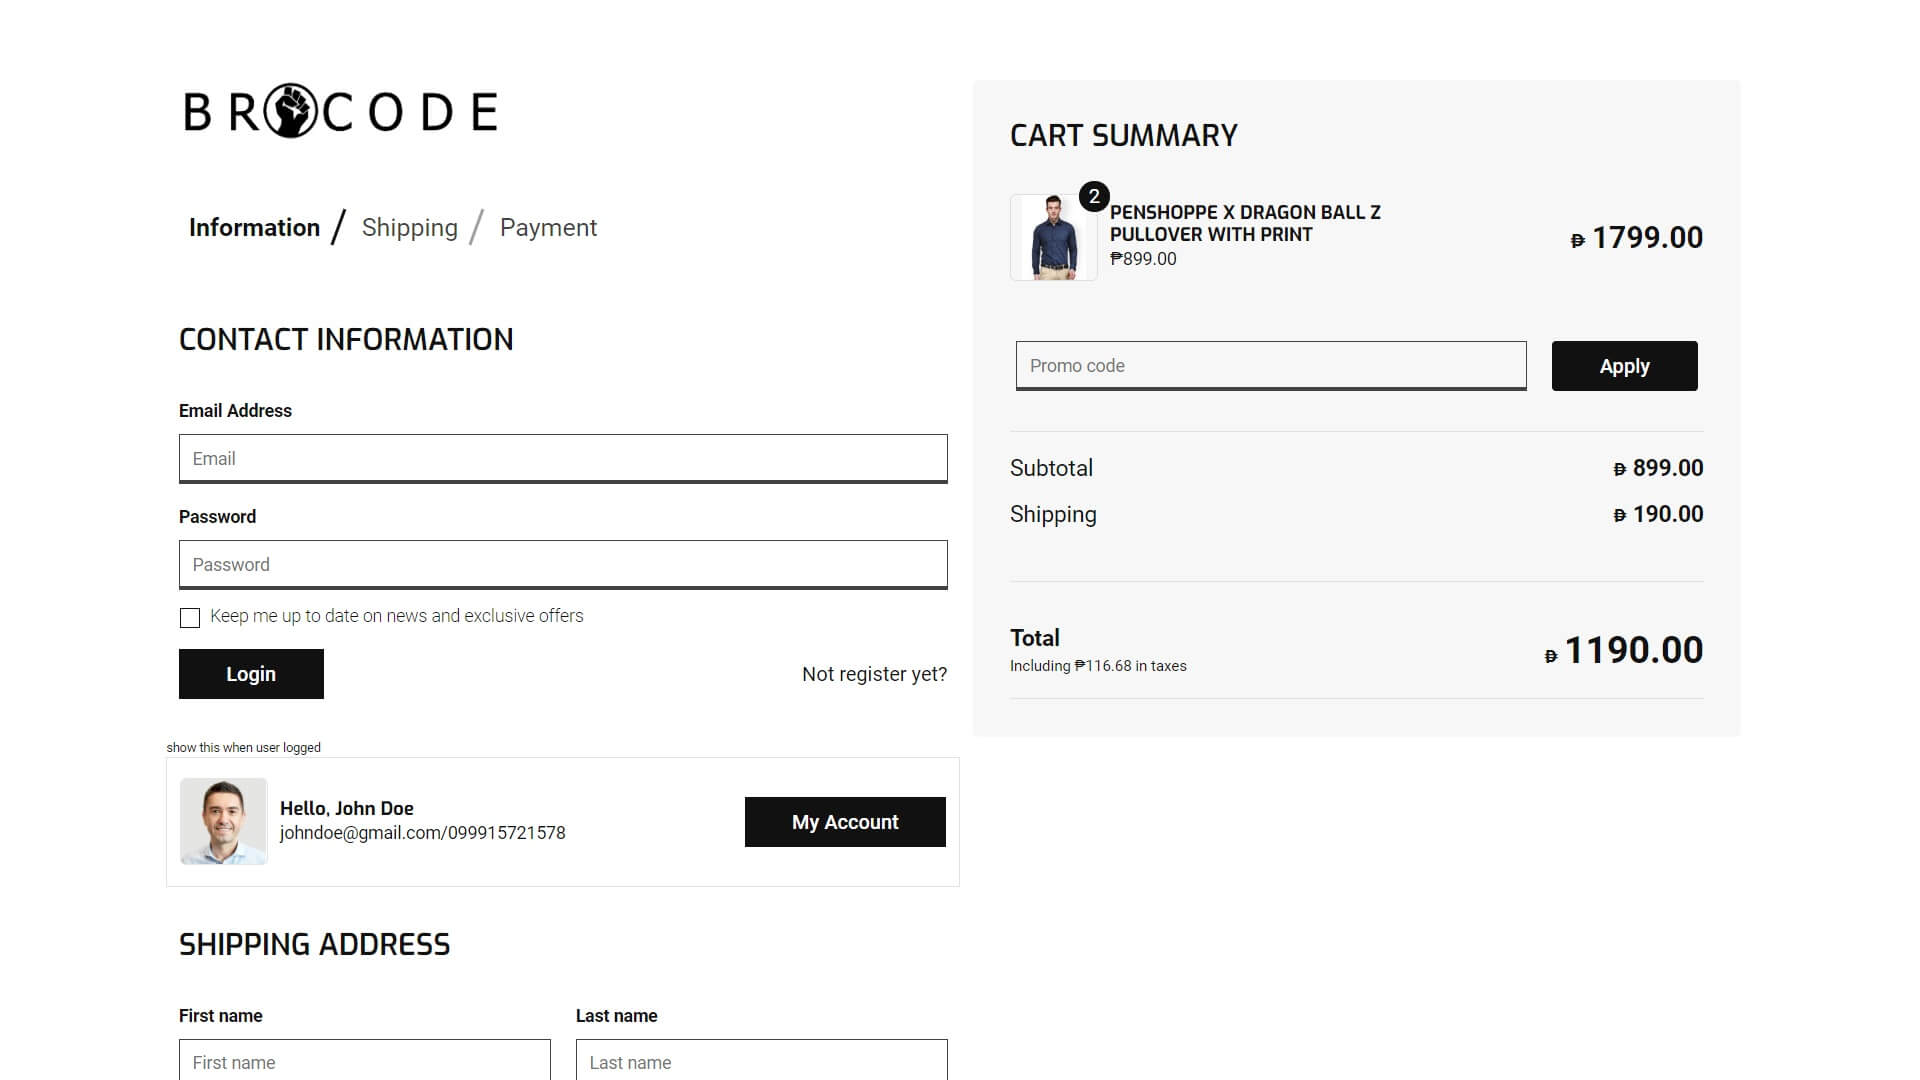 BROCODE
Information / Shipping / Payment
CONTACT INFORMATION
Email Address
Email
Password
Password
Keep me up to date on news and exclusive offers
Login
Not register yet?
show this when user logged
Hello, John Doe
johndoe@gmail.com/099915721578
My Account
SHIPPING ADDRESS
First name
Last name
First name
Last name
CART SUMMARY
2
PENSHOPPE X DRAGON BALL Z
PULLOVER WITH PRINT
₱899.00
₱ 1799.00
Promo code
Apply
Subtotal
₱ 899.00
Shipping
₱ 190.00
Total
Including ₱116.68 in taxes
₱ 1190.00